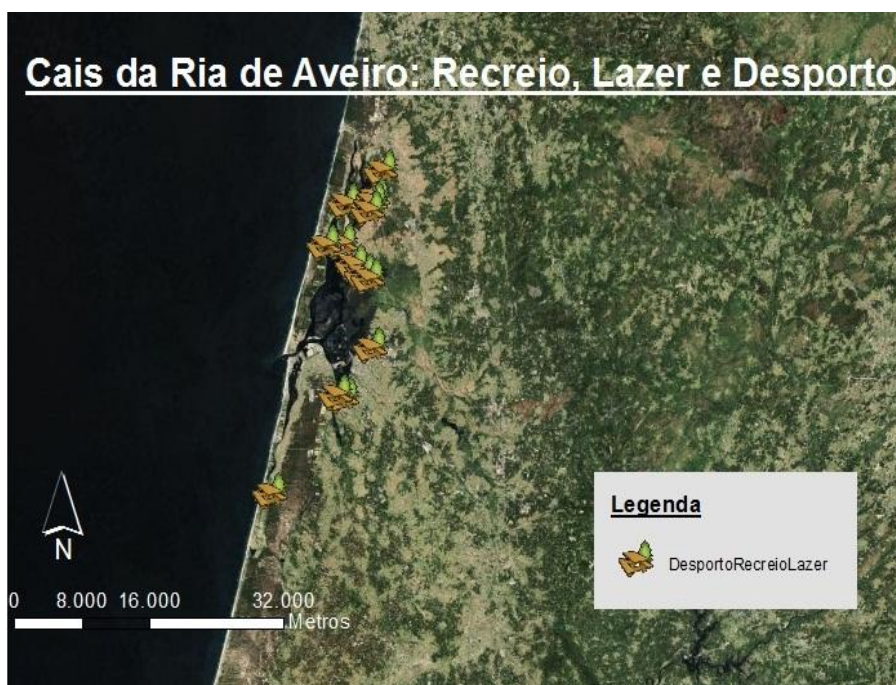 Cais da Ria de Aveiro: Recreio, Lazer e Desporto
Legenda
DesportoRecreioLazer
N
0 8.000 16.000 32.000
Metros